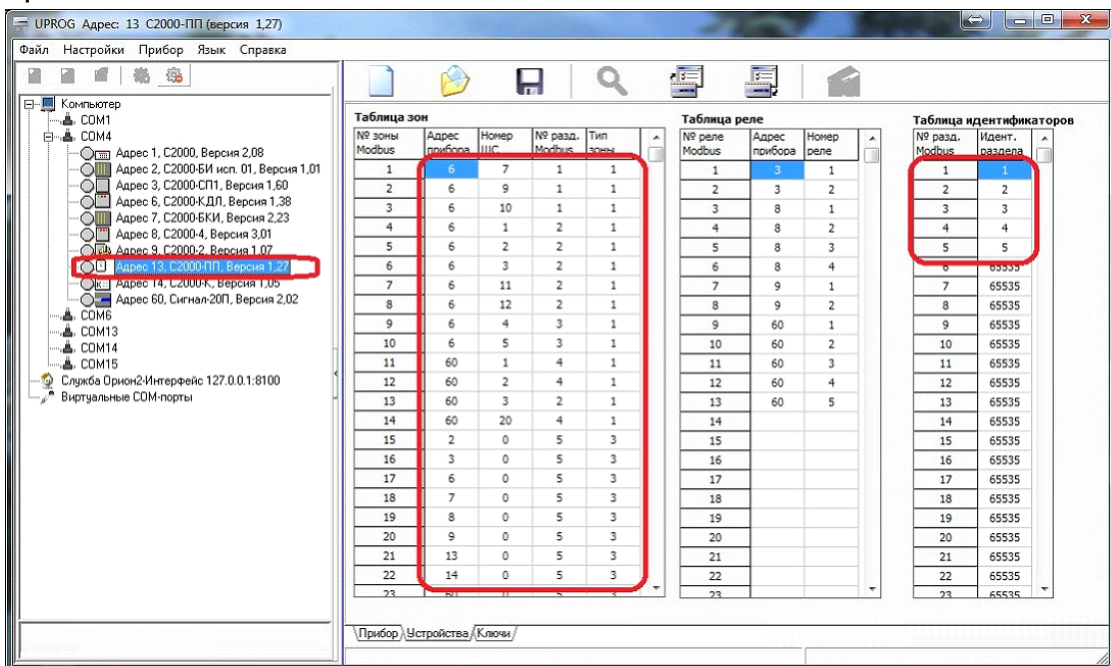 UPROG Адрес: 13 С2000-ПП (версия 1,27)
Файл Настройки Прибор Язык Справка
Компьютер
COM1
COM4
Адрес 1, С2000, Версия 2,08
Адрес 2, С2000-БИ исп. 01, Версия 1,01
Адрес 3, С2000-СП1, Версия 1,60
Адрес 6, С2000-КДЛ, Версия 1,38
Адрес 7, С2000-БКИ, Версия 2,23
Адрес 8, С2000-4, Версия 3,01
Адрес 9, С2000-2, Версия 1,07
Адрес 13, С2000-ПП, Версия 1,27
Адрес 14, С2000-К, Версия 1,05
Адрес 60, Сигнал-20П, Версия 2,02
COM6
COM13
COM14
COM15
Служба Орион2-Интерфейс 127.0.0.1:8100
Виртуальные COM-порты
Таблица зон
№ зоны Modbus Адрес прибора Номер ШС № разд. Modbus Тип зоны
1 6 7 1 1
2 6 9 1 1
3 6 10 1 1
4 6 1 2 1
5 6 2 2 1
6 6 3 2 1
7 6 11 2 1
8 6 12 2 1
9 6 4 3 1
10 6 5 3 1
11 60 1 4 1
12 60 2 4 1
13 60 3 2 1
14 60 20 4 1
15 2 0 5 3
16 3 0 5 3
17 6 0 5 3
18 7 0 5 3
19 8 0 5 3
20 9 0 5 3
21 13 0 5 3
22 14 0 5 3
23 60 0 5 3
Таблица реле
№ реле Modbus Адрес прибора Номер реле
1 3 1
2 3 2
3 8 1
4 8 2
5 8 3
6 8 4
7 9 1
8 9 2
9 60 1
10 60 2
11 60 3
12 60 4
13 60 5
14
15
16
17
18
19
20
21
22
23
Таблица идентификаторов
№ разд. Modbus Идент. раздела
1 1
2 2
3 3
4 4
5 5
6 65535
7 65535
8 65535
9 65535
10 65535
11 65535
12 65535
13 65535
14 65535
15 65535
16 65535
17 65535
18 65535
19 65535
20 65535
21 65535
22 65535
23 65535
Прибор Устройства Ключи